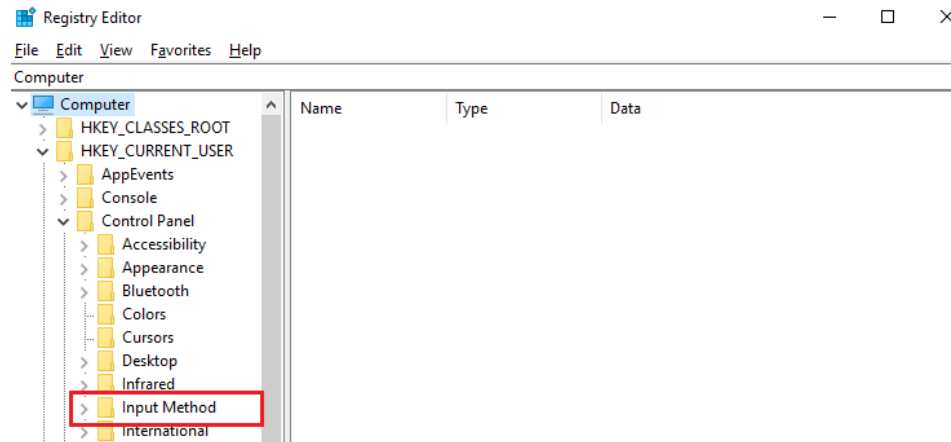 Registry Editor
File Edit View Favorites Help
Computer
Computer
Name Type Data
HKEY_CLASSES_ROOT
HKEY_CURRENT_USER
AppEvents
Console
Control Panel
Accessibility
Appearance
Bluetooth
Colors
Cursors
Desktop
Infrared
Input Method
International